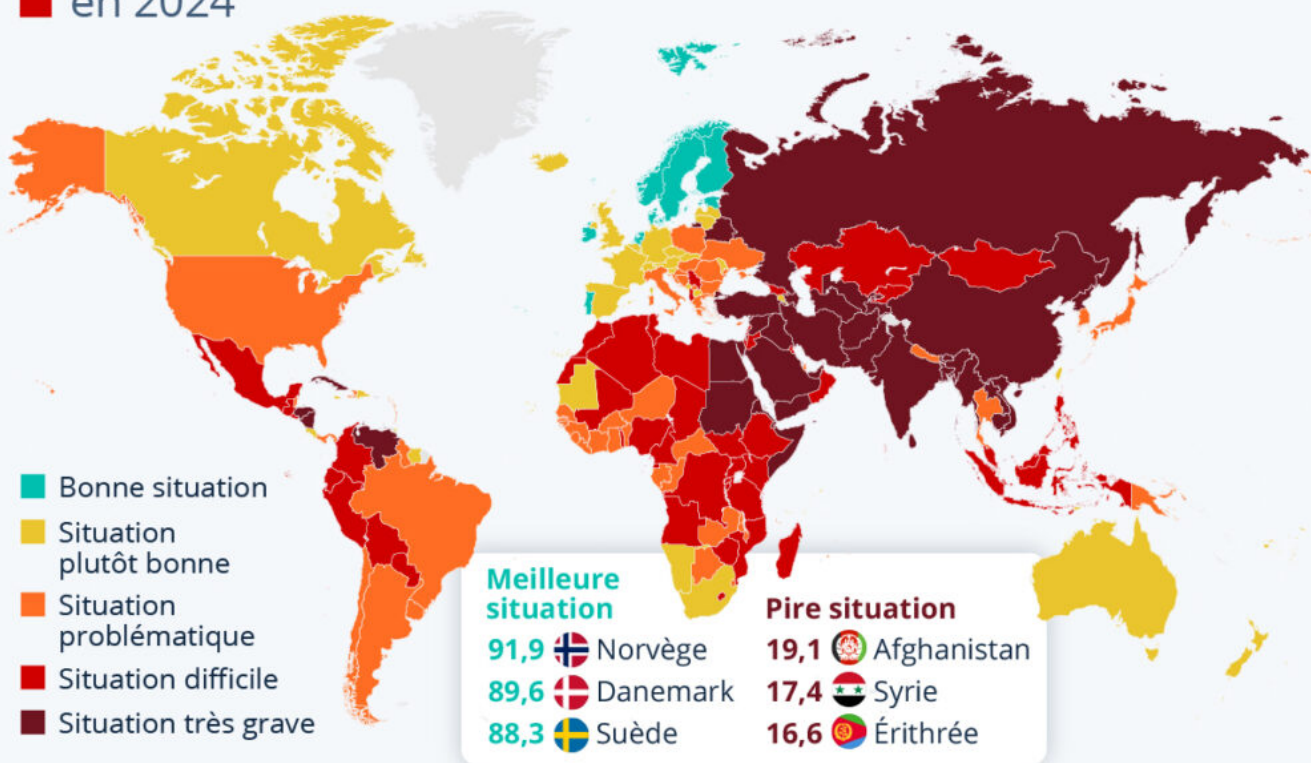 en 2024
Bonne situation
Situation
plutôt bonne
Situation
problématique
Situation difficile
Situation très grave
Meilleure
situation
91,9 Norvège
89,6 Danemark
88,3 Suède
Pire situation
19,1 Afghanistan
17,4 Syrie
16,6 Érithrée